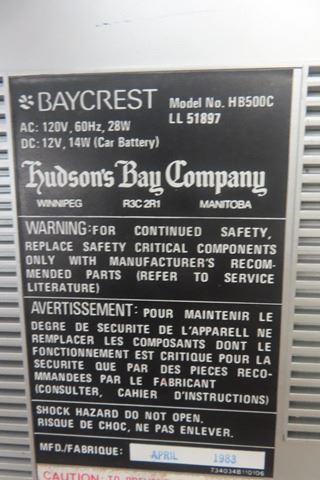 BAYCREST Model No. HB500C
LL 51897
AC: 120V, 60Hz, 28W
DC: 12V, 14W (Car Battery)
Hudson's Bay Company
WINNIPEG R3C 2R1 MANITOBA
WARNING: FOR CONTINUED SAFETY,
REPLACE SAFETY CRITICAL COMPONENTS
ONLY WITH MANUFACTURER'S RECOM-
MENDED PARTS (REFER TO SERVICE
LITERATURE)
AVERTISSEMENT: POUR MAINTENIR LE
DEGRE DE SECURITE DE L'APPAREIL NE
REMPLACER LES COMPOSANTS DONT LE
FONCTIONNEMENT EST CRITIQUE POUR LA
SECURITE QUE PAR DES PIECES RECO-
MMANDEES PAR LE FABRICANT
(CONSULTER, CAHIER D'INSTRUCTIONS)
SHOCK HAZARD DO NOT OPEN.
RISQUE DE CHOC, NE PAS ENLEVER.
MFD./FABRIQUE: APRIL 1983
734034B110106
CAUTION: TO